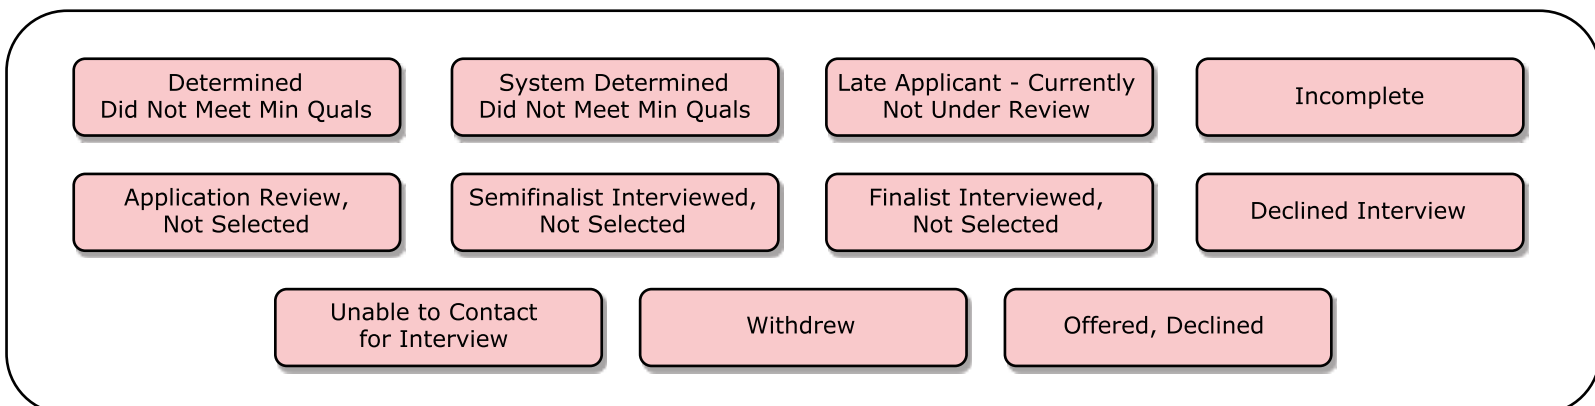 Determined
Did Not Meet Min Quals
System Determined
Did Not Meet Min Quals
Late Applicant - Currently
Not Under Review
Incomplete
Application Review,
Not Selected
Semifinalist Interviewed,
Not Selected
Finalist Interviewed,
Not Selected
Declined Interview
Unable to Contact
for Interview
Withdrew
Offered, Declined